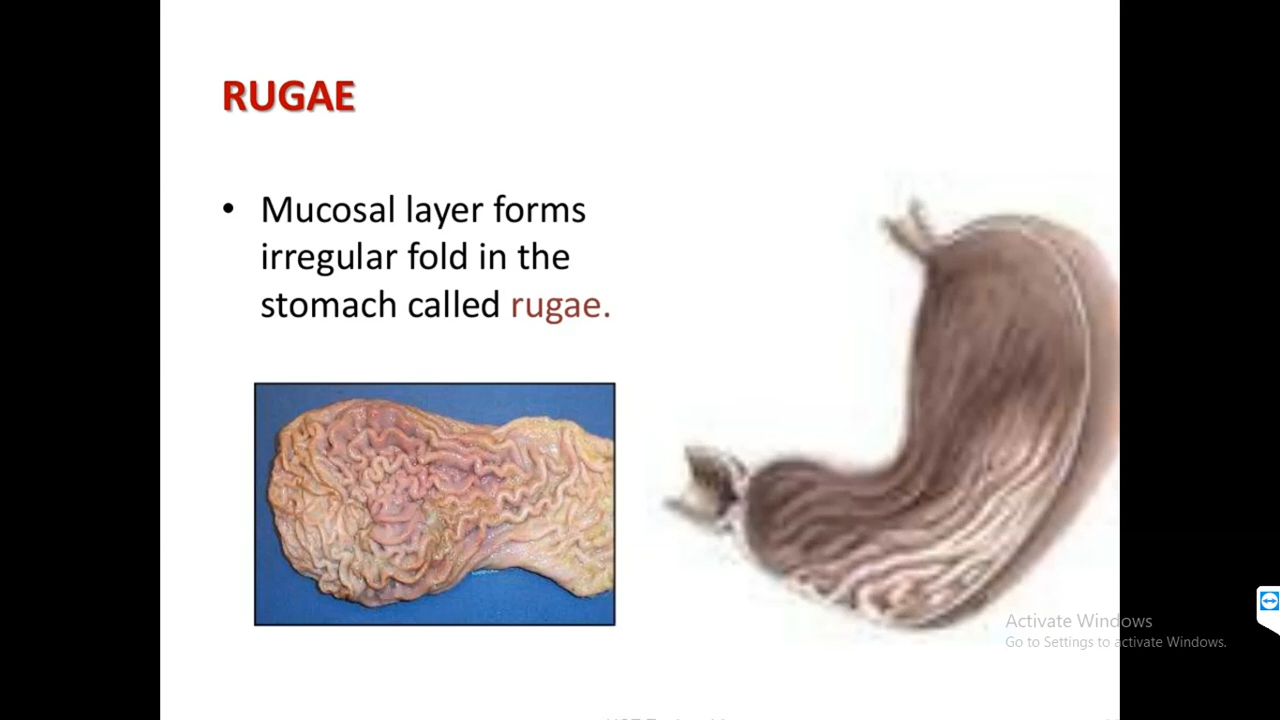 RUGAE
• Mucosal layer forms
irregular fold in the
stomach called rugae.
Activate Windows
Go to Settings to activate Windows.